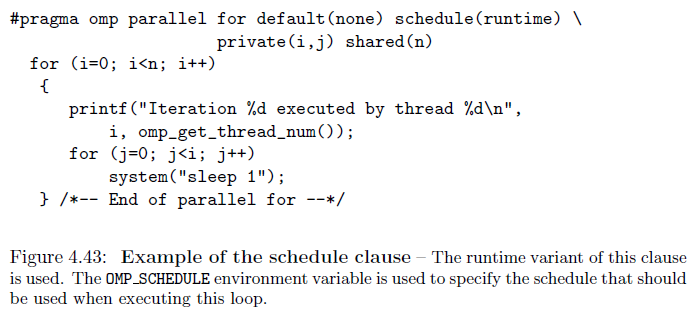 #pragma omp parallel for default(none) schedule(runtime) \
                         private(i,j) shared(n)
  for (i=0; i<n; i++)
   {
      printf("Iteration %d executed by thread %d\n",
          i, omp_get_thread_num());
      for (j=0; j<i; j++)
          system("sleep 1");
   } /*-- End of parallel for --*/
Figure 4.43: Example of the schedule clause – The runtime variant of this clause
is used. The OMP_SCHEDULE environment variable is used to specify the schedule that should
be used when executing this loop.